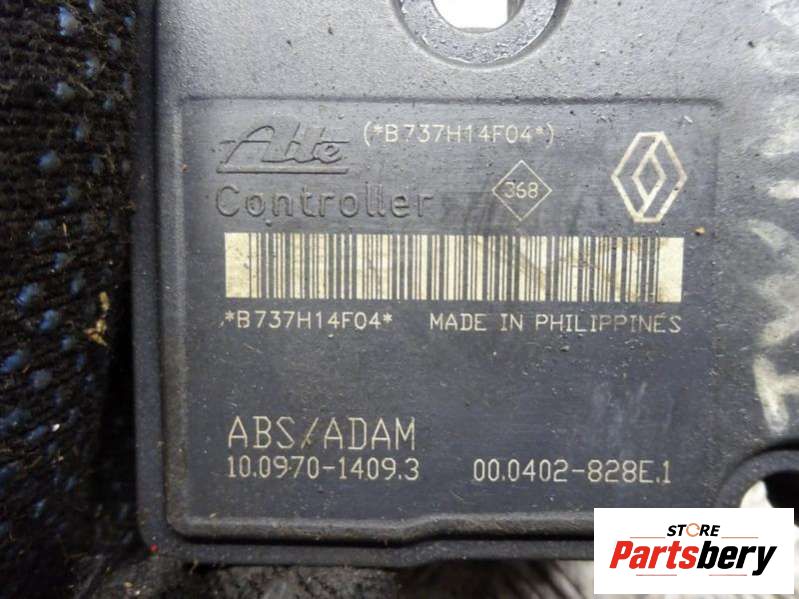 (*B737H14F04*)
Ate
Controller
368
*B737H14F04* MADE IN PHILIPPINES
ABS/ADAM
10.0970-1409.3 00.0402-828E.1
STORE
Partsbery